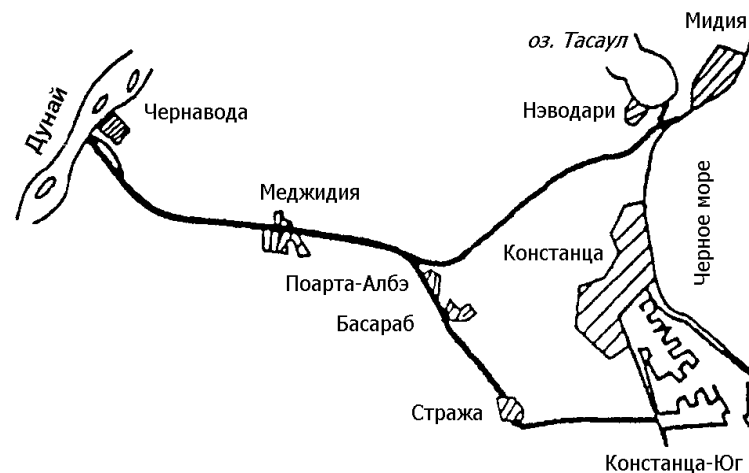 Мидия
оз. Тасаул
Дунай
Чернавода
Нэводари
Меджидия
Констанца
Черное море
Поарта-Албэ
Басараб
Стража
Констанца-Юг